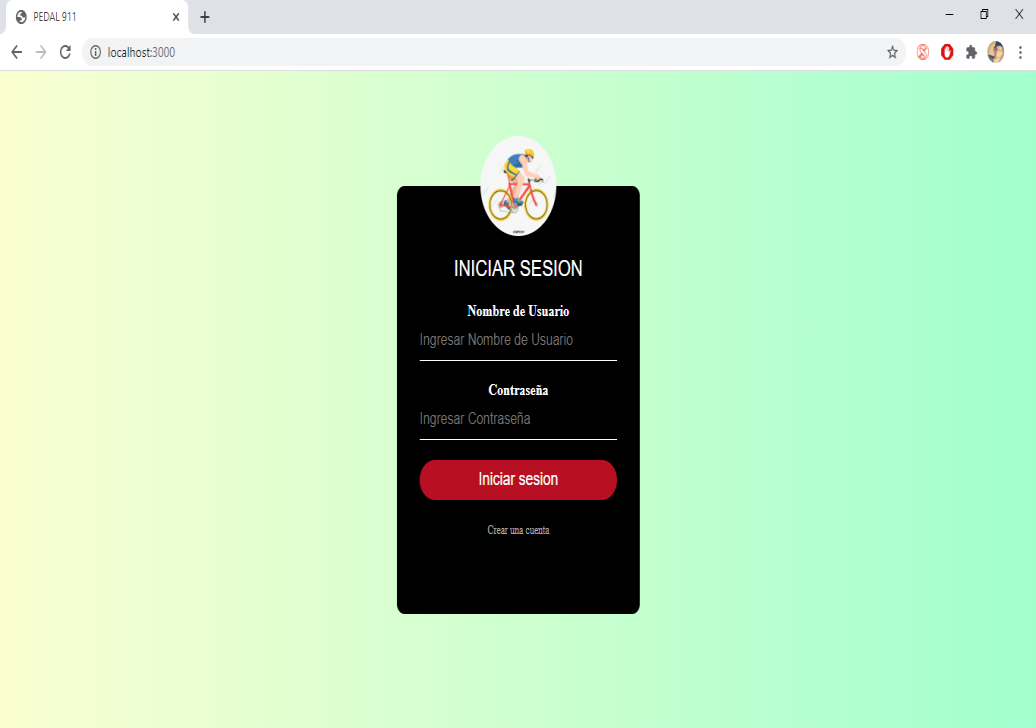 PEDAL 911
localhost:3000
INICIAR SESION
Nombre de Usuario
Ingresar Nombre de Usuario
Contraseña
Ingresar Contraseña
Iniciar sesion
Crear una cuenta